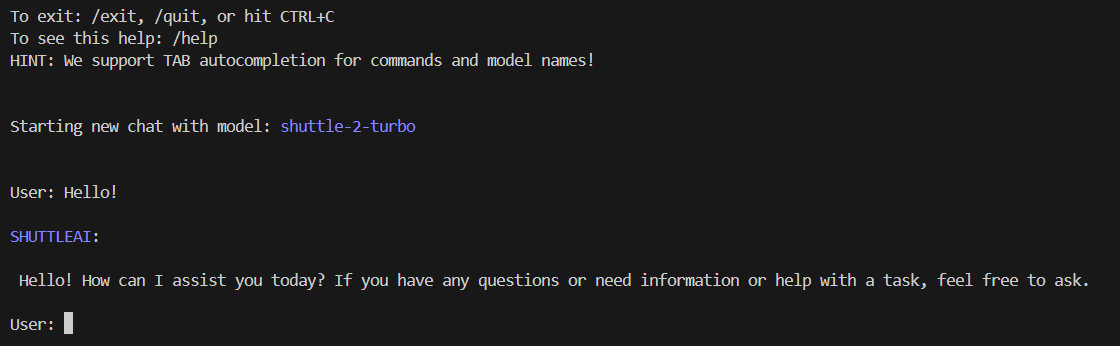 To exit: /exit, /quit, or hit CTRL+C
To see this help: /help
HINT: We support TAB autocompletion for commands and model names!
Starting new chat with model: shuttle-2-turbo
User: Hello!
SHUTTLEAI:
Hello! How can I assist you today? If you have any questions or need information or help with a task, feel free to ask.
User: